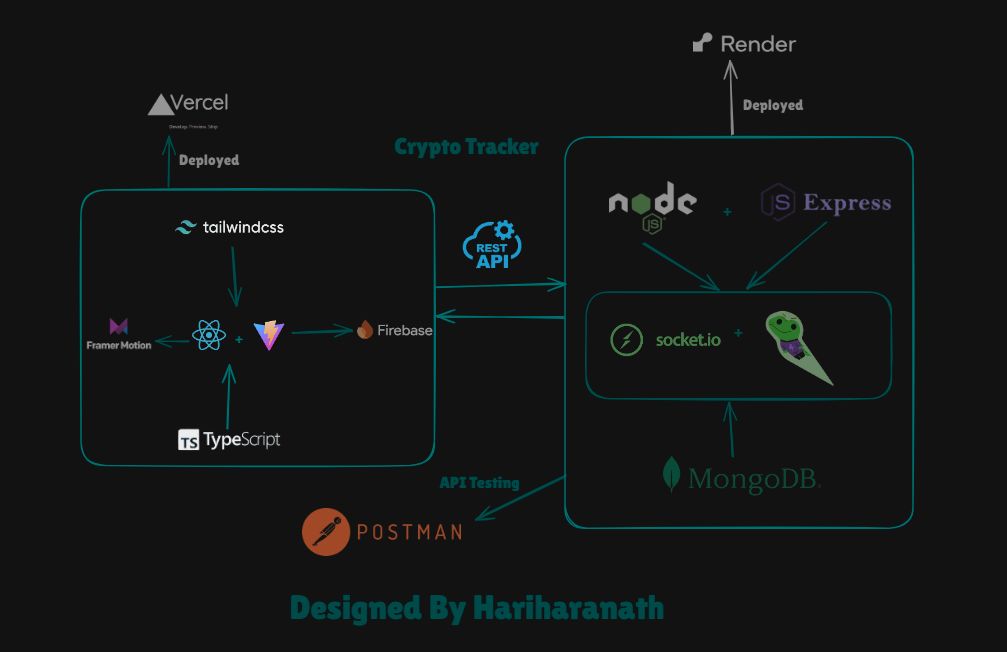 Render
Deployed
Vercel
Develop. Preview. Ship.
Deployed
Crypto Tracker
node
JS
+
JS
Express
tailwindcss
REST
API
Framer Motion
+
Firebase
socket.io
+
TS
TypeScript
MongoDB.
API Testing
POSTMAN
Designed By Hariharanath